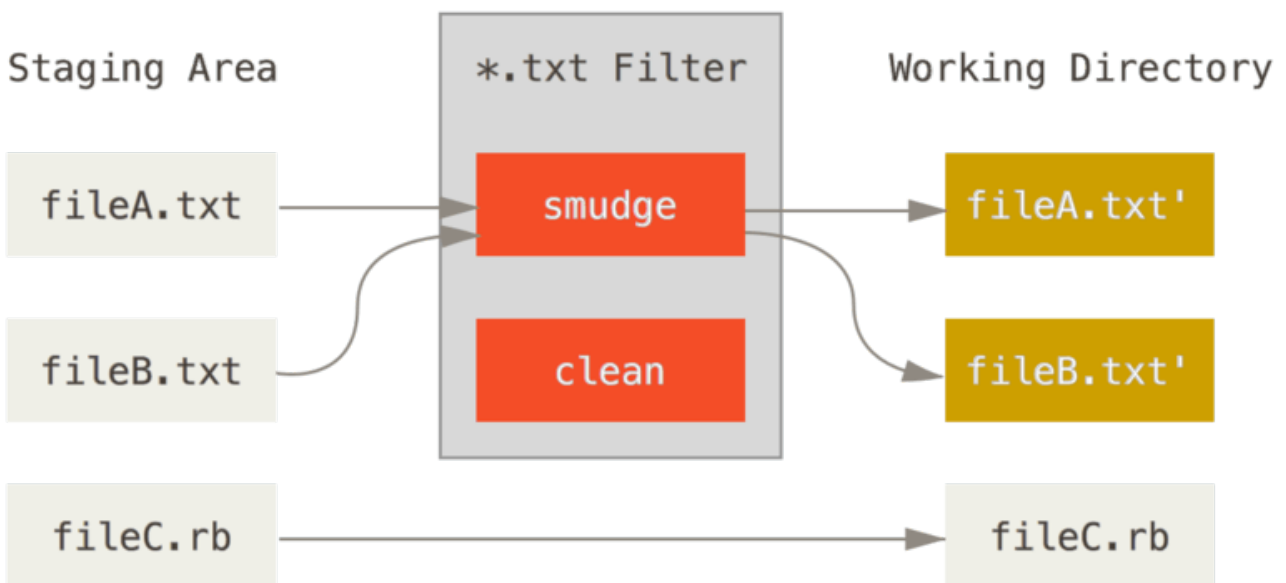 Staging Area
*.txt Filter
Working Directory
fileA.txt
smudge
fileA.txt'
fileB.txt
clean
fileB.txt'
fileC.rb
fileC.rb